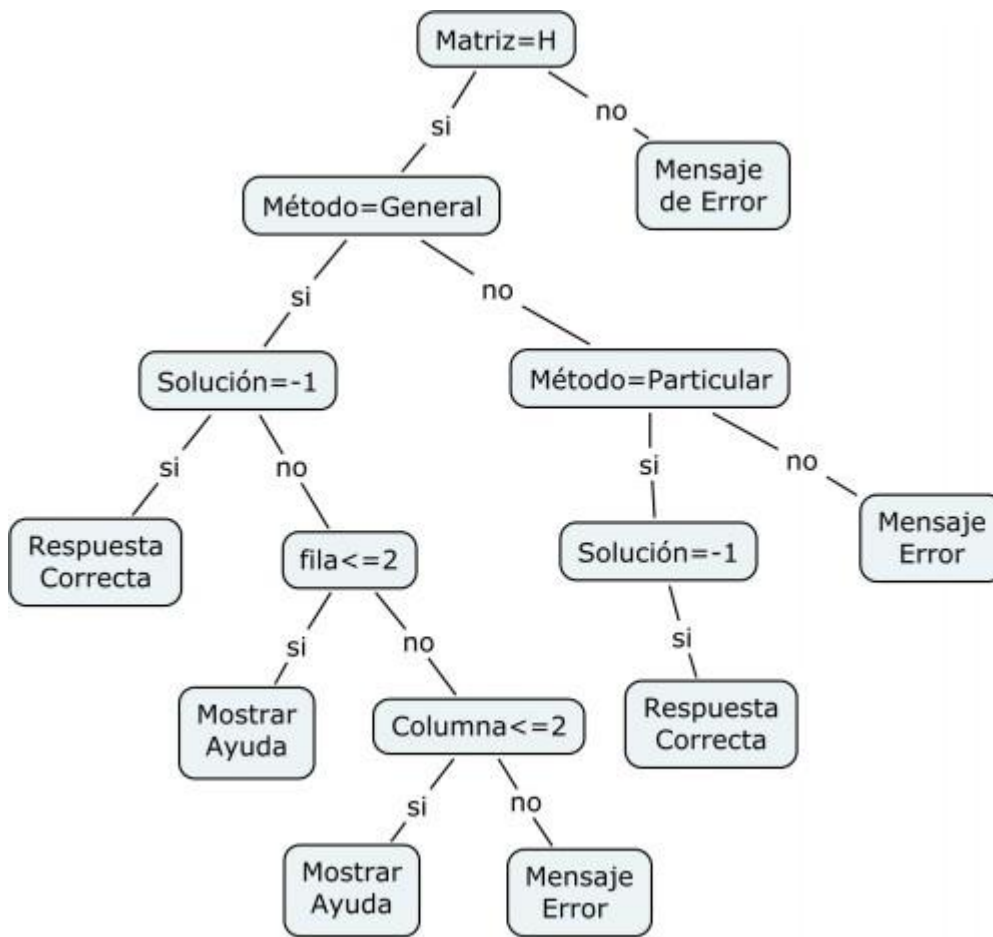 Matriz=H
si
no
Mensaje
de Error
Método=General
si
no
Solución=-1
Método=Particular
si
no
si
no
Respuesta
Correcta
fila<=2
Solución=-1
Mensaje
Error
si
no
si
Mostrar
Ayuda
Columna<=2
Respuesta
Correcta
si
no
Mostrar
Ayuda
Mensaje
Error